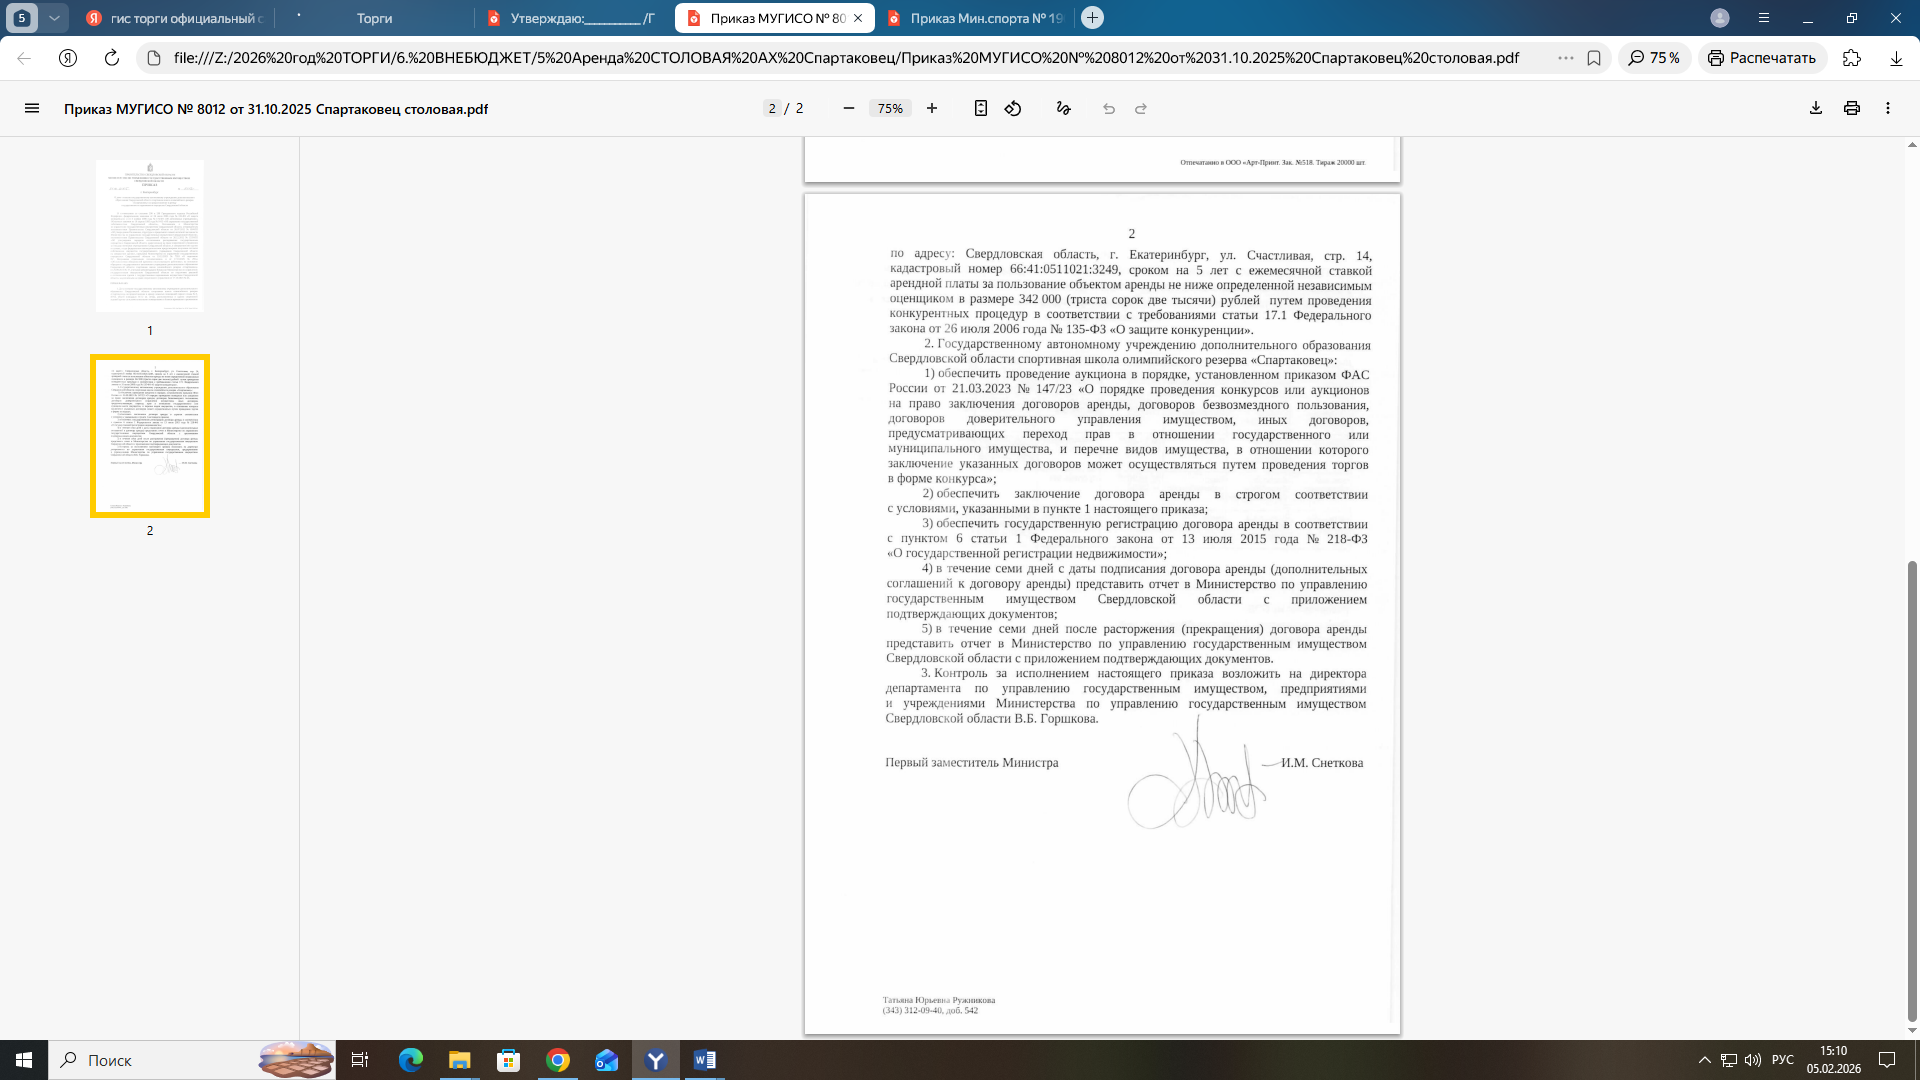 5
гис торги официальный с
Торги
Утверждаю:__________ /Г
Приказ МУГИСО № 80
Приказ Мин.спорта № 19
file:///Z:/2026%20год%20ТОРГИ/6.%20ВНЕБЮДЖЕТ/5%20Аренда%20СТОЛОВАЯ%20АХ%20Спартаковец/Приказ%20МУГИСО%20№%208012%20от%2031.10.2025%20Спартаковец%20столовая.pdf
75 %
Распечатать
Приказ МУГИСО № 8012 от 31.10.2025 Спартаковец столовая.pdf
2 / 2
75%
1
2
Отпечатано в ООО «Арт-Принт. Зак. №518. Тираж 20000 шт.
2
по адресу: Свердловская область, г. Екатеринбург, ул. Счастливая, стр. 14,
кадастровый номер 66:41:0511021:3249, сроком на 5 лет с ежемесячной ставкой
арендной платы за пользование объектом аренды не ниже определенной независимым
оценщиком в размере 342 000 (триста сорок две тысячи) рублей путем проведения
конкурентных процедур в соответствии с требованиями статьи 17.1 Федерального
закона от 26 июля 2006 года № 135-ФЗ «О защите конкуренции».
2. Государственному автономному учреждению дополнительного образования
Свердловской области спортивная школа олимпийского резерва «Спартаковец»:
1) обеспечить проведение аукциона в порядке, установленном приказом ФАС
России от 21.03.2023 № 147/23 «О порядке проведения конкурсов или аукционов
на право заключения договоров аренды, договоров безвозмездного пользования,
договоров доверительного управления имуществом, иных договоров,
предусматривающих переход прав в отношении государственного или
муниципального имущества, и перечне видов имущества, в отношении которого
заключение указанных договоров может осуществляться путем проведения торгов
в форме конкурса»;
2) обеспечить заключение договора аренды в строгом соответствии
с условиями, указанными в пункте 1 настоящего приказа;
3) обеспечить государственную регистрацию договора аренды в соответствии
с пунктом 6 статьи 1 Федерального закона от 13 июля 2015 года № 218-ФЗ
«О государственной регистрации недвижимости»;
4) в течение семи дней с даты подписания договора аренды (дополнительных
соглашений к договору аренды) представить отчет в Министерство по управлению
государственным имуществом Свердловской области с приложением
подтверждающих документов;
5) в течение семи дней после расторжения (прекращения) договора аренды
представить отчет в Министерство по управлению государственным имуществом
Свердловской области с приложением подтверждающих документов.
3. Контроль за исполнением настоящего приказа возложить на директора
департамента по управлению государственным имуществом, предприятиями
и учреждениями Министерства по управлению государственным имуществом
Свердловской области В.Б. Горшкова.
Первый заместитель Министра
И.М. Снеткова
Татьяна Юрьевна Ружникова
(343) 312-09-40, доб. 542
Поиск
РУС
15:10
05.02.2026